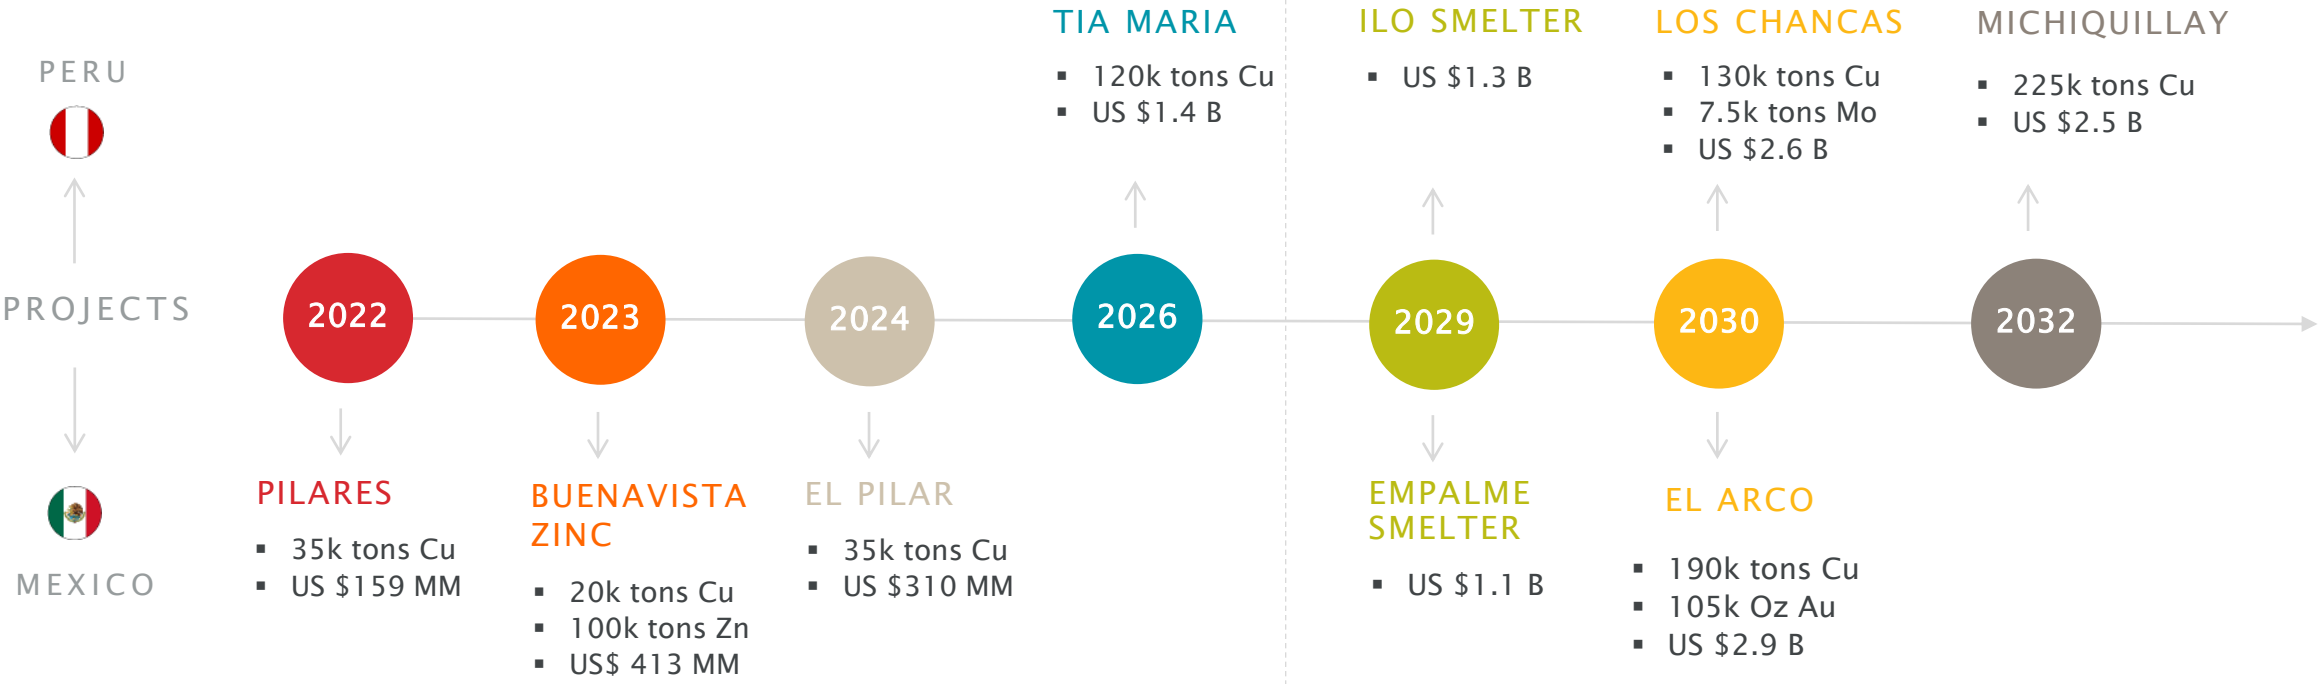 TIA MARIA
▪ 120k tons Cu
▪ US $1.4 B
ILO SMELTER
▪ US $1.3 B
LOS CHANCAS
▪ 130k tons Cu
▪ 7.5k tons Mo
▪ US $2.6 B
MICHIQUILLAY
▪ 225k tons Cu
▪ US $2.5 B
PERU
PROJECTS
2022
2023
2024
2026
2029
2030
2032
MEXICO
PILARES
▪ 35k tons Cu
▪ US $159 MM
BUENAVISTA
ZINC
▪ 20k tons Cu
▪ 100k tons Zn
▪ US$ 413 MM
EL PILAR
▪ 35k tons Cu
▪ US $310 MM
EMPALME
SMELTER
▪ US $1.1 B
EL ARCO
▪ 190k tons Cu
▪ 105k Oz Au
▪ US $2.9 B